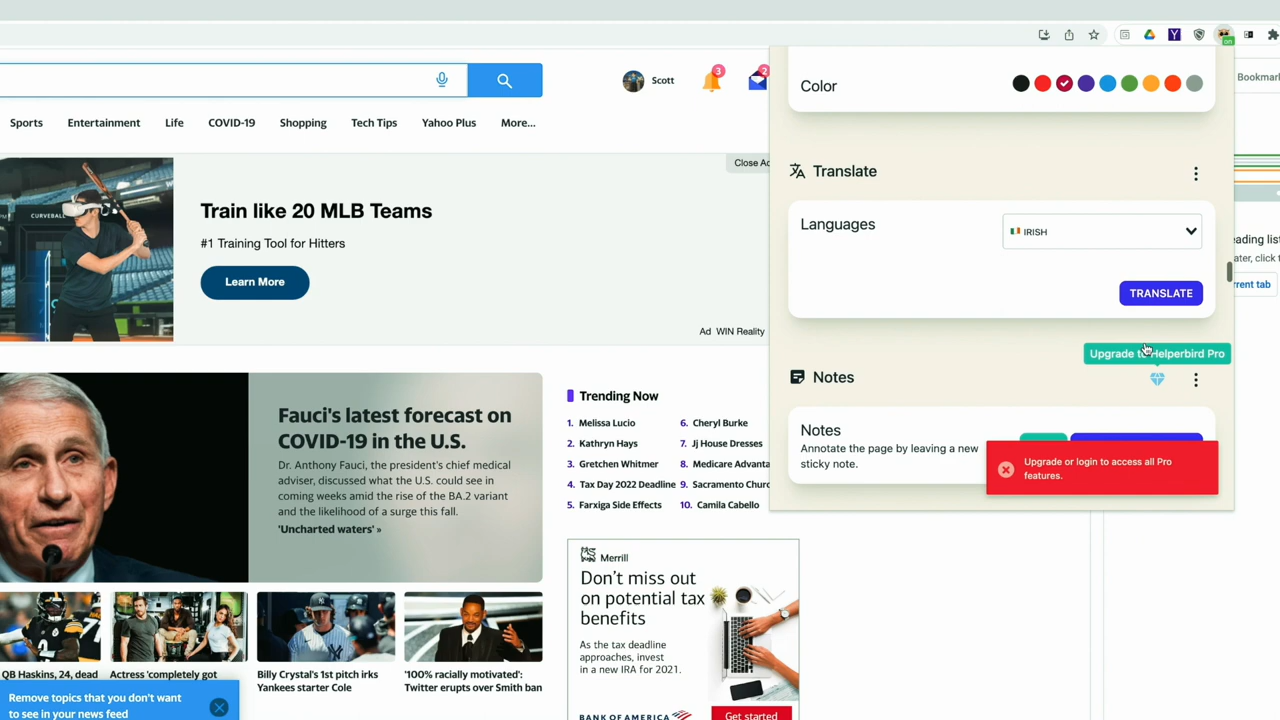 Scott
3
2
Sports
Entertainment
Life
COVID-19
Shopping
Tech Tips
Yahoo Plus
More...
Close Ad
CURVEBALL
Train like 20 MLB Teams
#1 Training Tool for Hitters
Learn More
Ad WIN Reality
Fauci's latest forecast on
COVID-19 in the U.S.
Dr. Anthony Fauci, the president's chief medical
adviser, discussed what the U.S. could see in
coming weeks amid the rise of the BA.2 variant
and the likelihood of a surge this fall.
'Uncharted waters' »
QB Haskins, 24, dead
Actress 'completely got
Billy Crystal's 1st pitch irks
Yankees starter Cole
'100% racially motivated':
Twitter erupts over Smith ban
Remove topics that you don't want
to see in your news feed
Trending Now
1. Melissa Lucio
2. Kathryn Hays
3. Gretchen Whitmer
4. Tax Day 2022 Deadline
5. Farxiga Side Effects
6. Cheryl Burke
7. Jj House Dresses
8. Medicare Advanta
9. Sacramento Churc
10. Camila Cabello
Merrill
Don't miss out
on potential tax
benefits
As the tax deadline
approaches, invest
in a new IRA for 2021.
BANK OF AMERICA
Get started
Y
on
Color
Translate
Languages
IRISH
TRANSLATE
Upgrade to Helperbird Pro
Notes
Notes
Annotate the page by leaving a new
sticky note.
Upgrade or login to access all Pro
features.
Bookmar
eading list
ater, click t
rrent tab